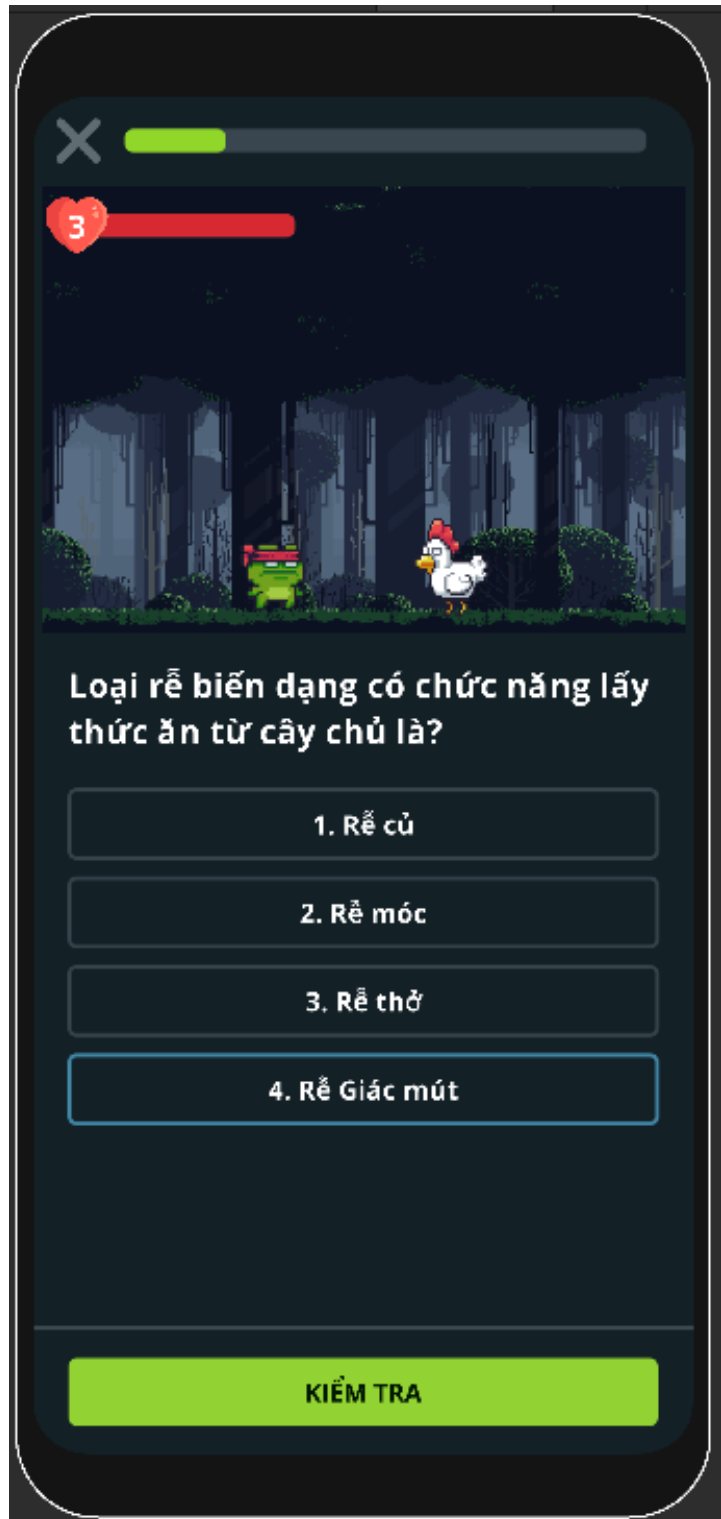 3
Loại rễ biến dạng có chức năng lấy
thức ăn từ cây chủ là?
1. Rễ củ
2. Rễ móc
3. Rễ thở
4. Rễ Giác mút
KIỂM TRA